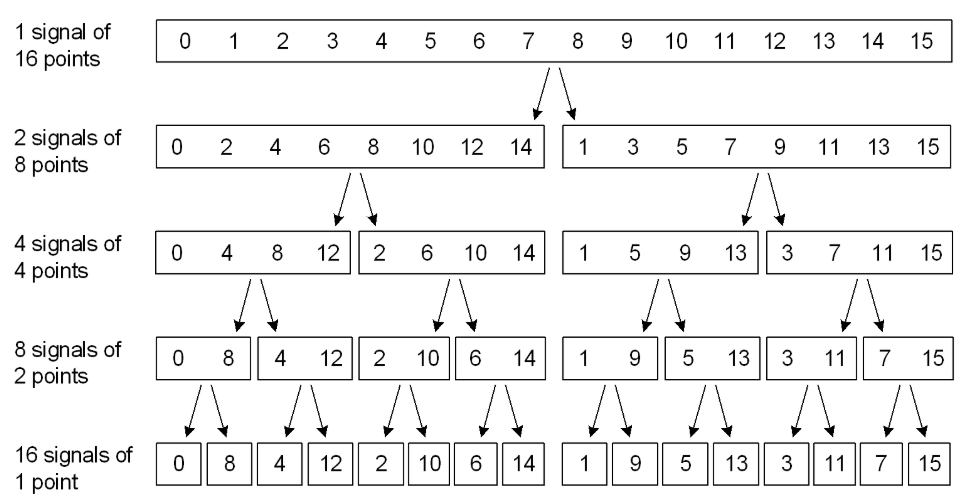 1 signal of
16 points
0 1 2 3 4 5 6 7 8 9 10 11 12 13 14 15
2 signals of
8 points
0 2 4 6 8 10 12 14 1 3 5 7 9 11 13 15
4 signals of
4 points
0 4 8 12 2 6 10 14 1 5 9 13 3 7 11 15
8 signals of
2 points
0 8 4 12 2 10 6 14 1 9 5 13 3 11 7 15
16 signals of
1 point
0 8 4 12 2 10 6 14 1 9 5 13 3 11 7 15